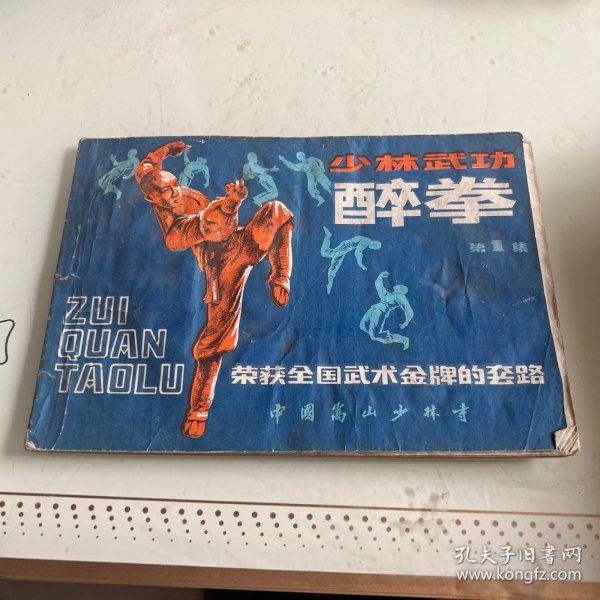 少林武功
醉拳
第1集
ZUI
QUAN
TAOLU
荣获全国武术金牌的套路
中國嵩山少林寺
孔夫子旧书网
www.kongfz.com